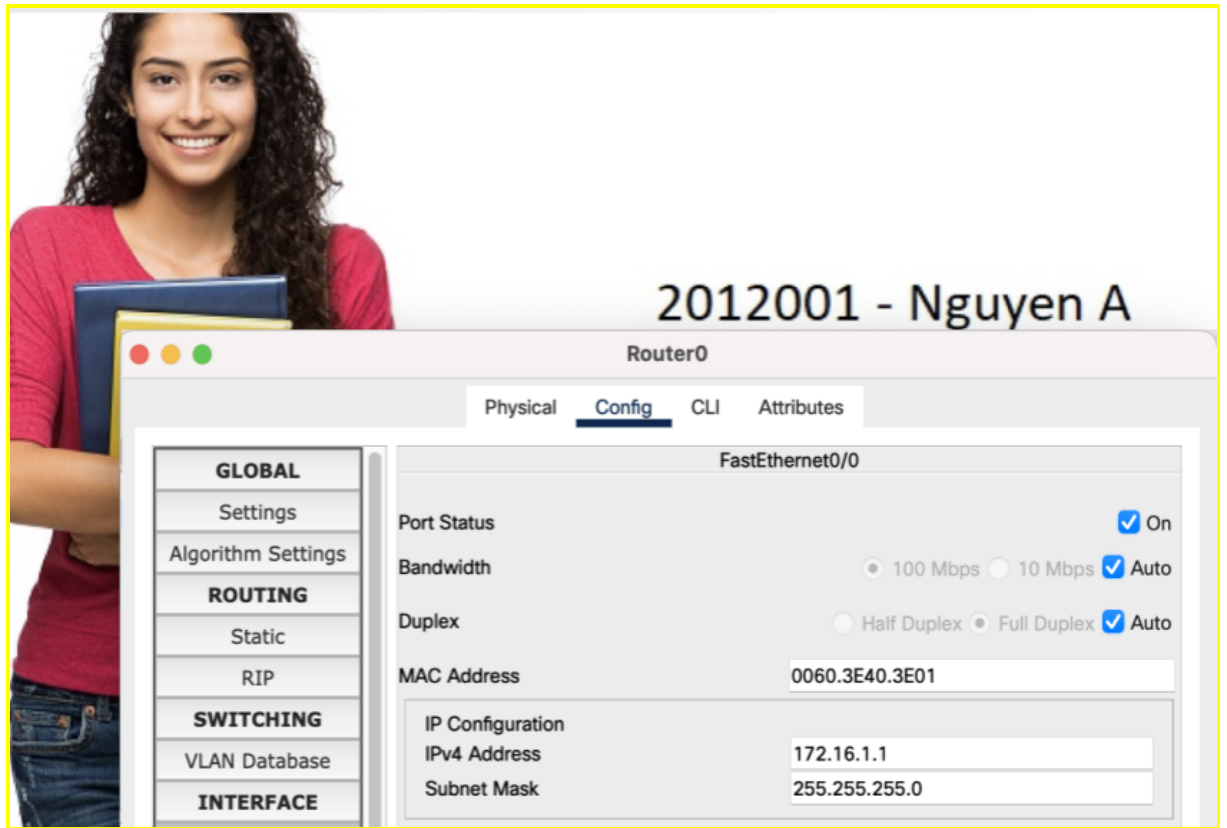 2012001 - Nguyen A
Router0
Physical Config CLI Attributes
GLOBAL
Settings
Algorithm Settings
ROUTING
Static
RIP
SWITCHING
VLAN Database
INTERFACE
FastEthernet0/0
Port Status On
Bandwidth 100 Mbps 10 Mbps Auto
Duplex Half Duplex Full Duplex Auto
MAC Address 0060.3E40.3E01
IP Configuration
IPv4 Address 172.16.1.1
Subnet Mask 255.255.255.0